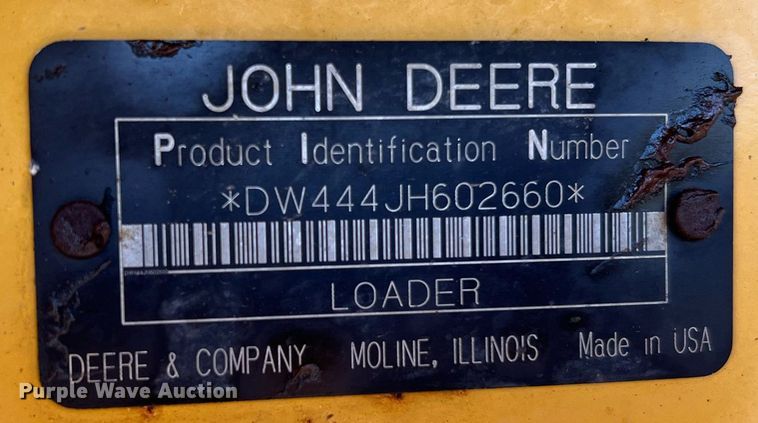 JOHN DEERE
Product Identification Number
*DW444JH602660*
LOADER
DEERE & COMPANY MOLINE, ILLINOIS Made in USA
Purple Wave Auction